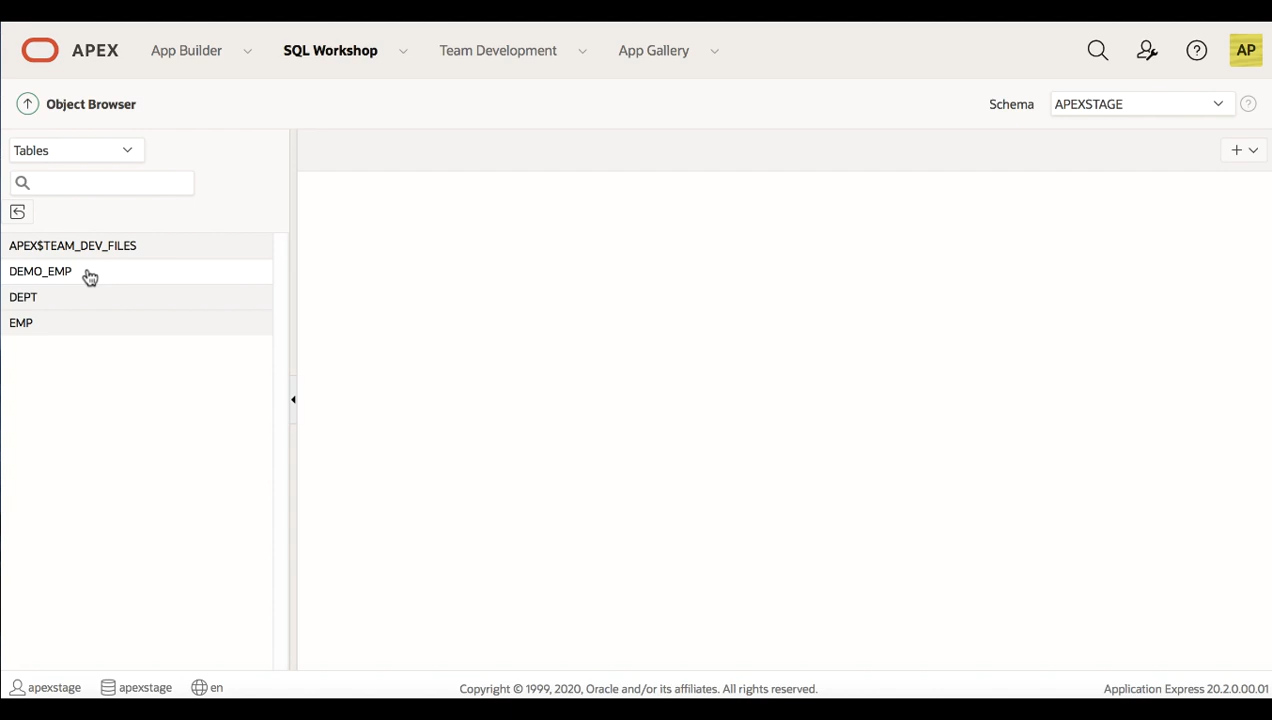 APEX App Builder SQL Workshop Team Development App Gallery AP
Object Browser Schema APEXSTAGE
Tables
APEX$TEAM_DEV_FILES
DEMO_EMP
DEPT
EMP
apexstage apexstage en Copyright © 1999, 2020, Oracle and/or its affiliates. All rights reserved. Application Express 20.2.0.00.01